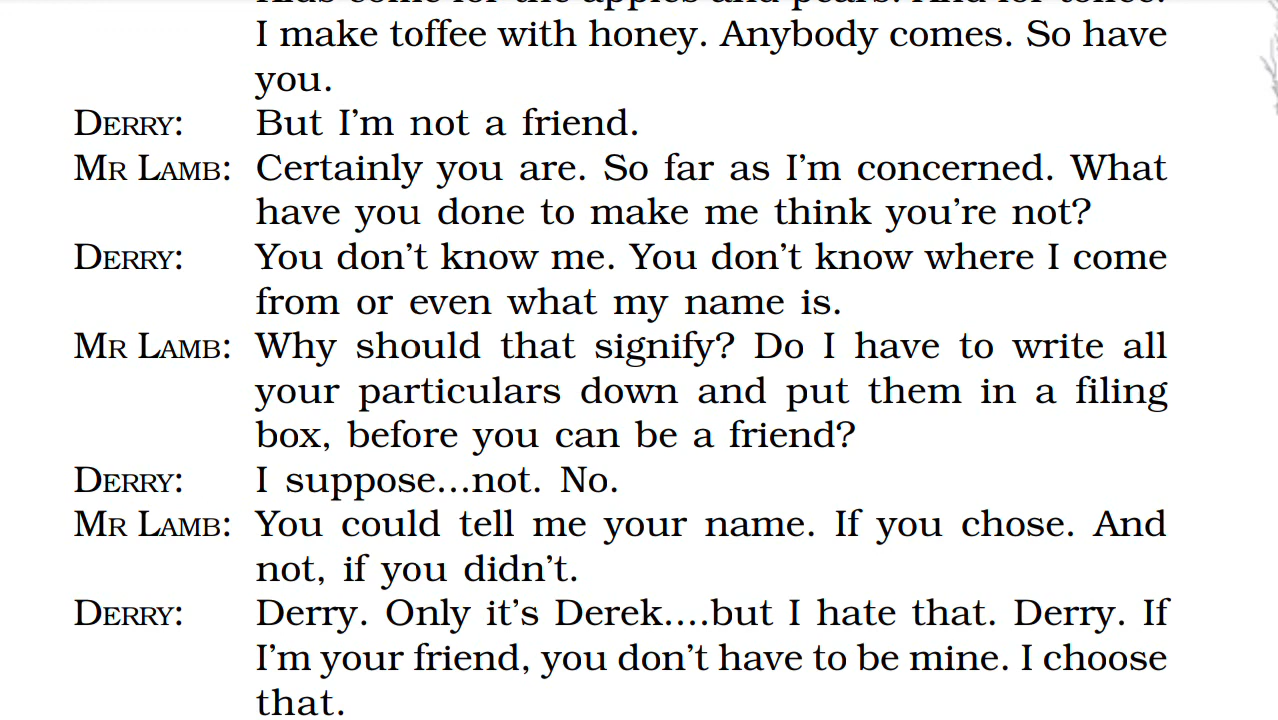 I make toffee with honey. Anybody comes. So have
you.
DERRY: But I'm not a friend.
MR LAMB: Certainly you are. So far as I'm concerned. What
have you done to make me think you're not?
DERRY: You don't know me. You don't know where I come
from or even what my name is.
MR LAMB: Why should that signify? Do I have to write all
your particulars down and put them in a filing
box, before you can be a friend?
DERRY: I suppose...not. No.
MR LAMB: You could tell me your name. If you chose. And
not, if you didn't.
DERRY: Derry. Only it's Derek....but I hate that. Derry. If
I'm your friend, you don't have to be mine. I choose
that.